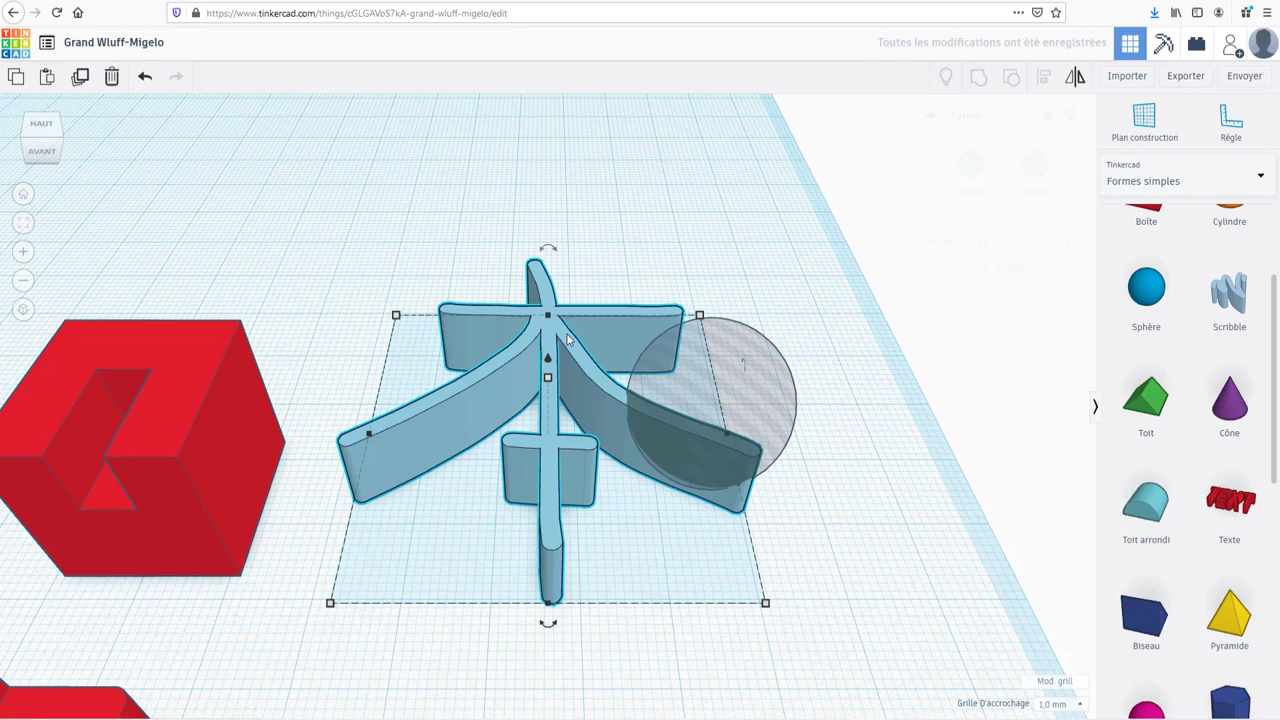 https://www.tinkercad.com/things/cGLGAVoS7kA-grand-wluff-migelo/edit
TIN
KER
CAD
Grand Wluff-Migelo
Toutes les modifications ont été enregistrées
Importer
Exporter
Envoyer
HAUT
AVANT
Plan construction
Règle
Tinkercad
Formes simples
Boîte
Cylindre
Sphère
Scribble
Toit
Cône
Toit arrondi
TEXT
Texte
Biseau
Pyramide
Mod. grill
Grille D'accrochage
1,0 mm